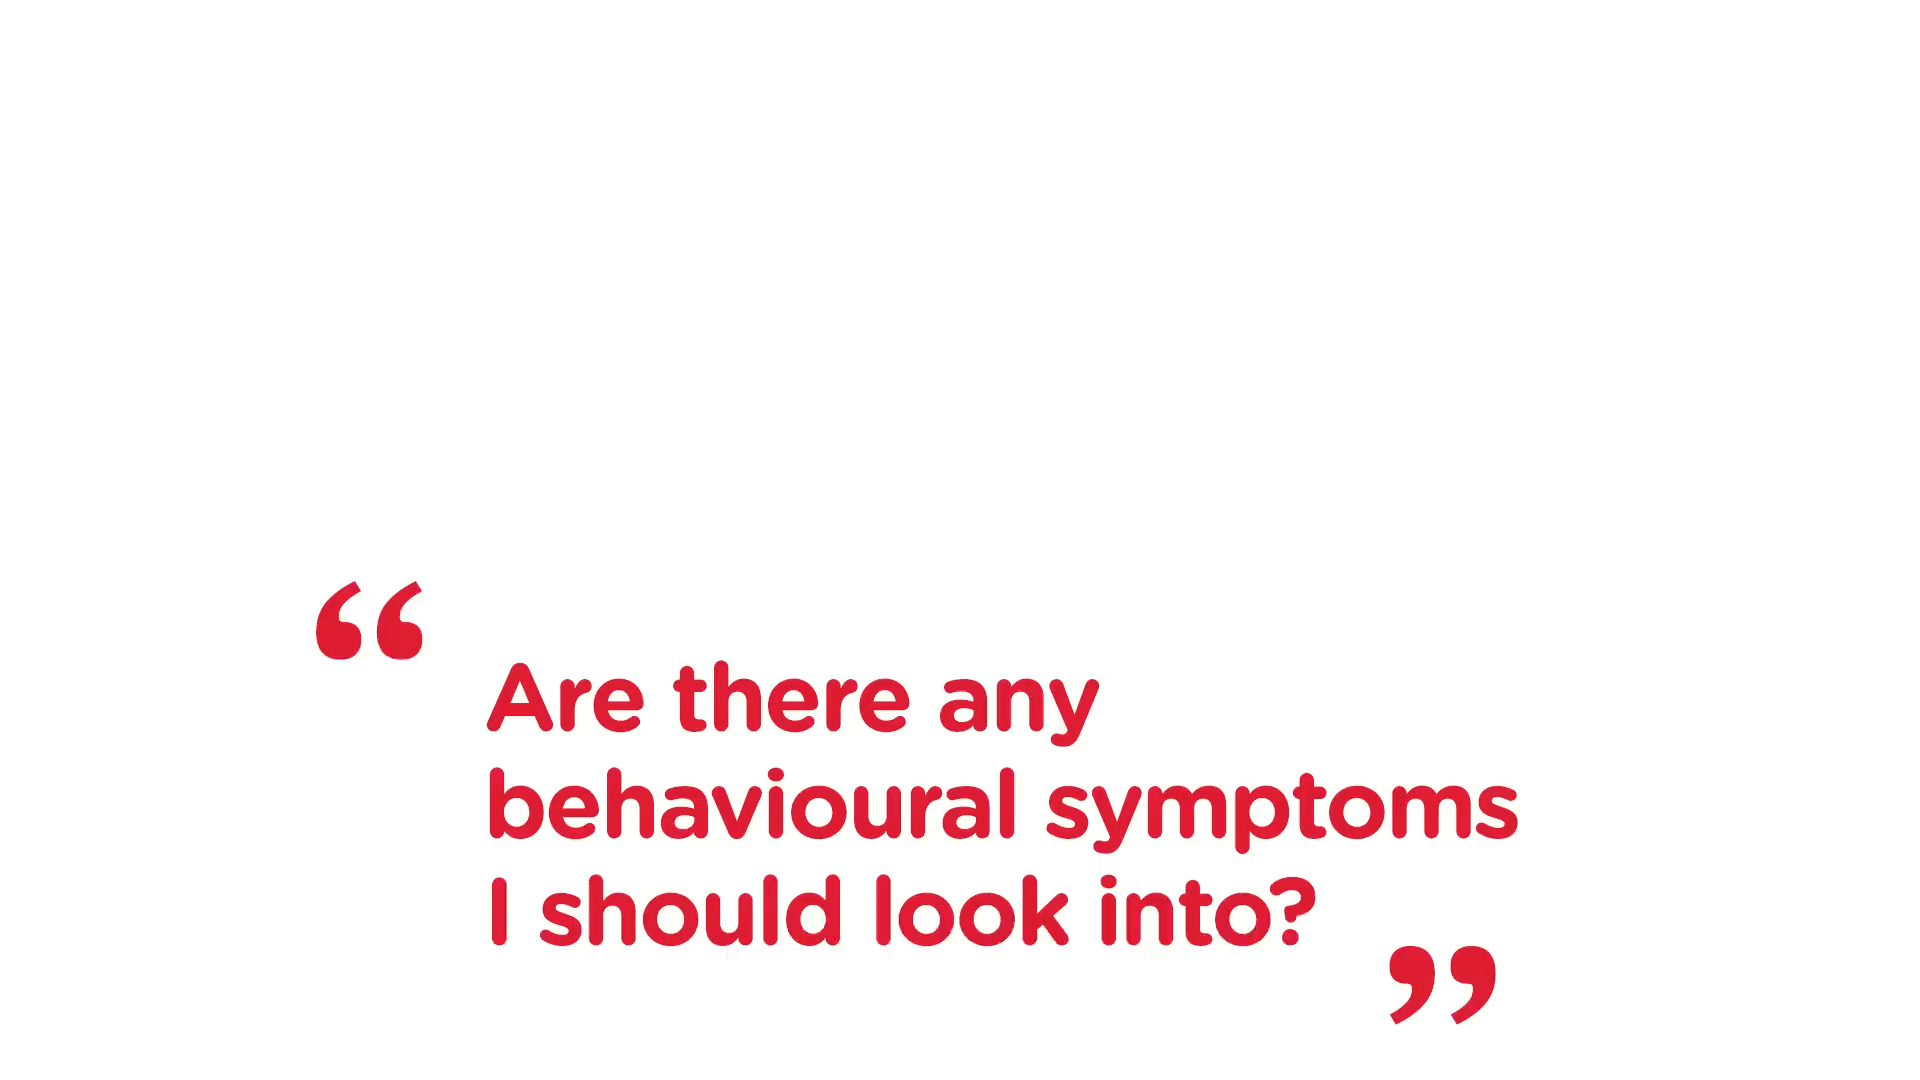 “Are there any
behavioural symptoms
I should look into?”